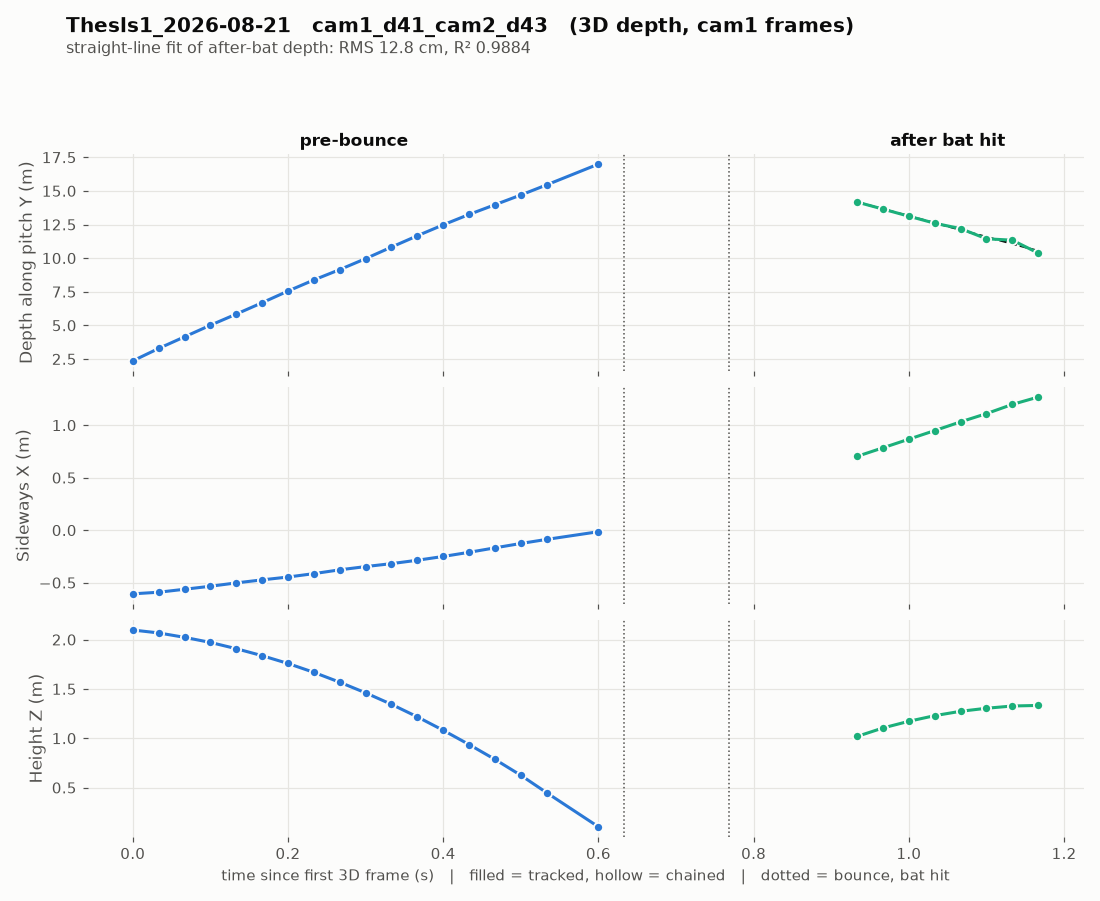 Thesls1_2026-08-21 cam1_d41_cam2_d43 (3D depth, cam1 frames)
straight-line fit of after-bat depth: RMS 12.8 cm, R² 0.9884
pre-bounce
after bat hit
Depth along pitch Y (m)
17.5
15.0
12.5
10.0
7.5
5.0
2.5
Sideways X (m)
1.0
0.5
0.0
−0.5
Height Z (m)
2.0
1.5
1.0
0.5
0.0 0.2 0.4 0.6 0.8 1.0 1.2
time since first 3D frame (s) | filled = tracked, hollow = chained | dotted = bounce, bat hit